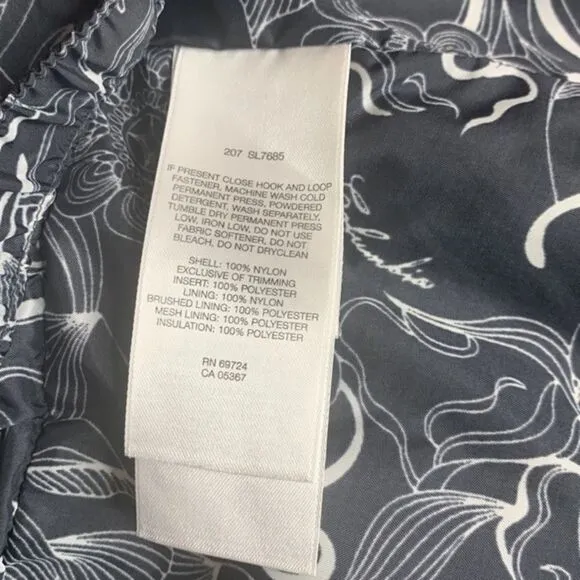 207 SL7685
IF PRESENT CLOSE HOOK AND LOOP
FASTENER, MACHINE WASH COLD
PERMANENT PRESS, POWDERED
DETERGENT, WASH SEPARATELY,
TUMBLE DRY PERMANENT PRESS
LOW, IRON LOW, DO NOT USE
FABRIC SOFTENER, DO NOT
BLEACH, DO NOT DRYCLEAN
SHELL: 100% NYLON
EXCLUSIVE OF TRIMMING
INSERT: 100% POLYESTER
LINING: 100% NYLON
BRUSHED LINING: 100% POLYESTER
MESH LINING: 100% POLYESTER
INSULATION: 100% POLYESTER
RN 69724
CA 05367
Columbia